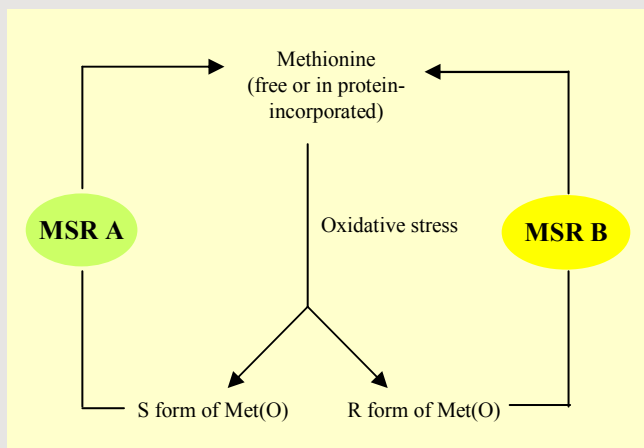 Methionine
(free or in protein-
incorporated)
MSR A
Oxidative stress
MSR B
S form of Met(O)
R form of Met(O)